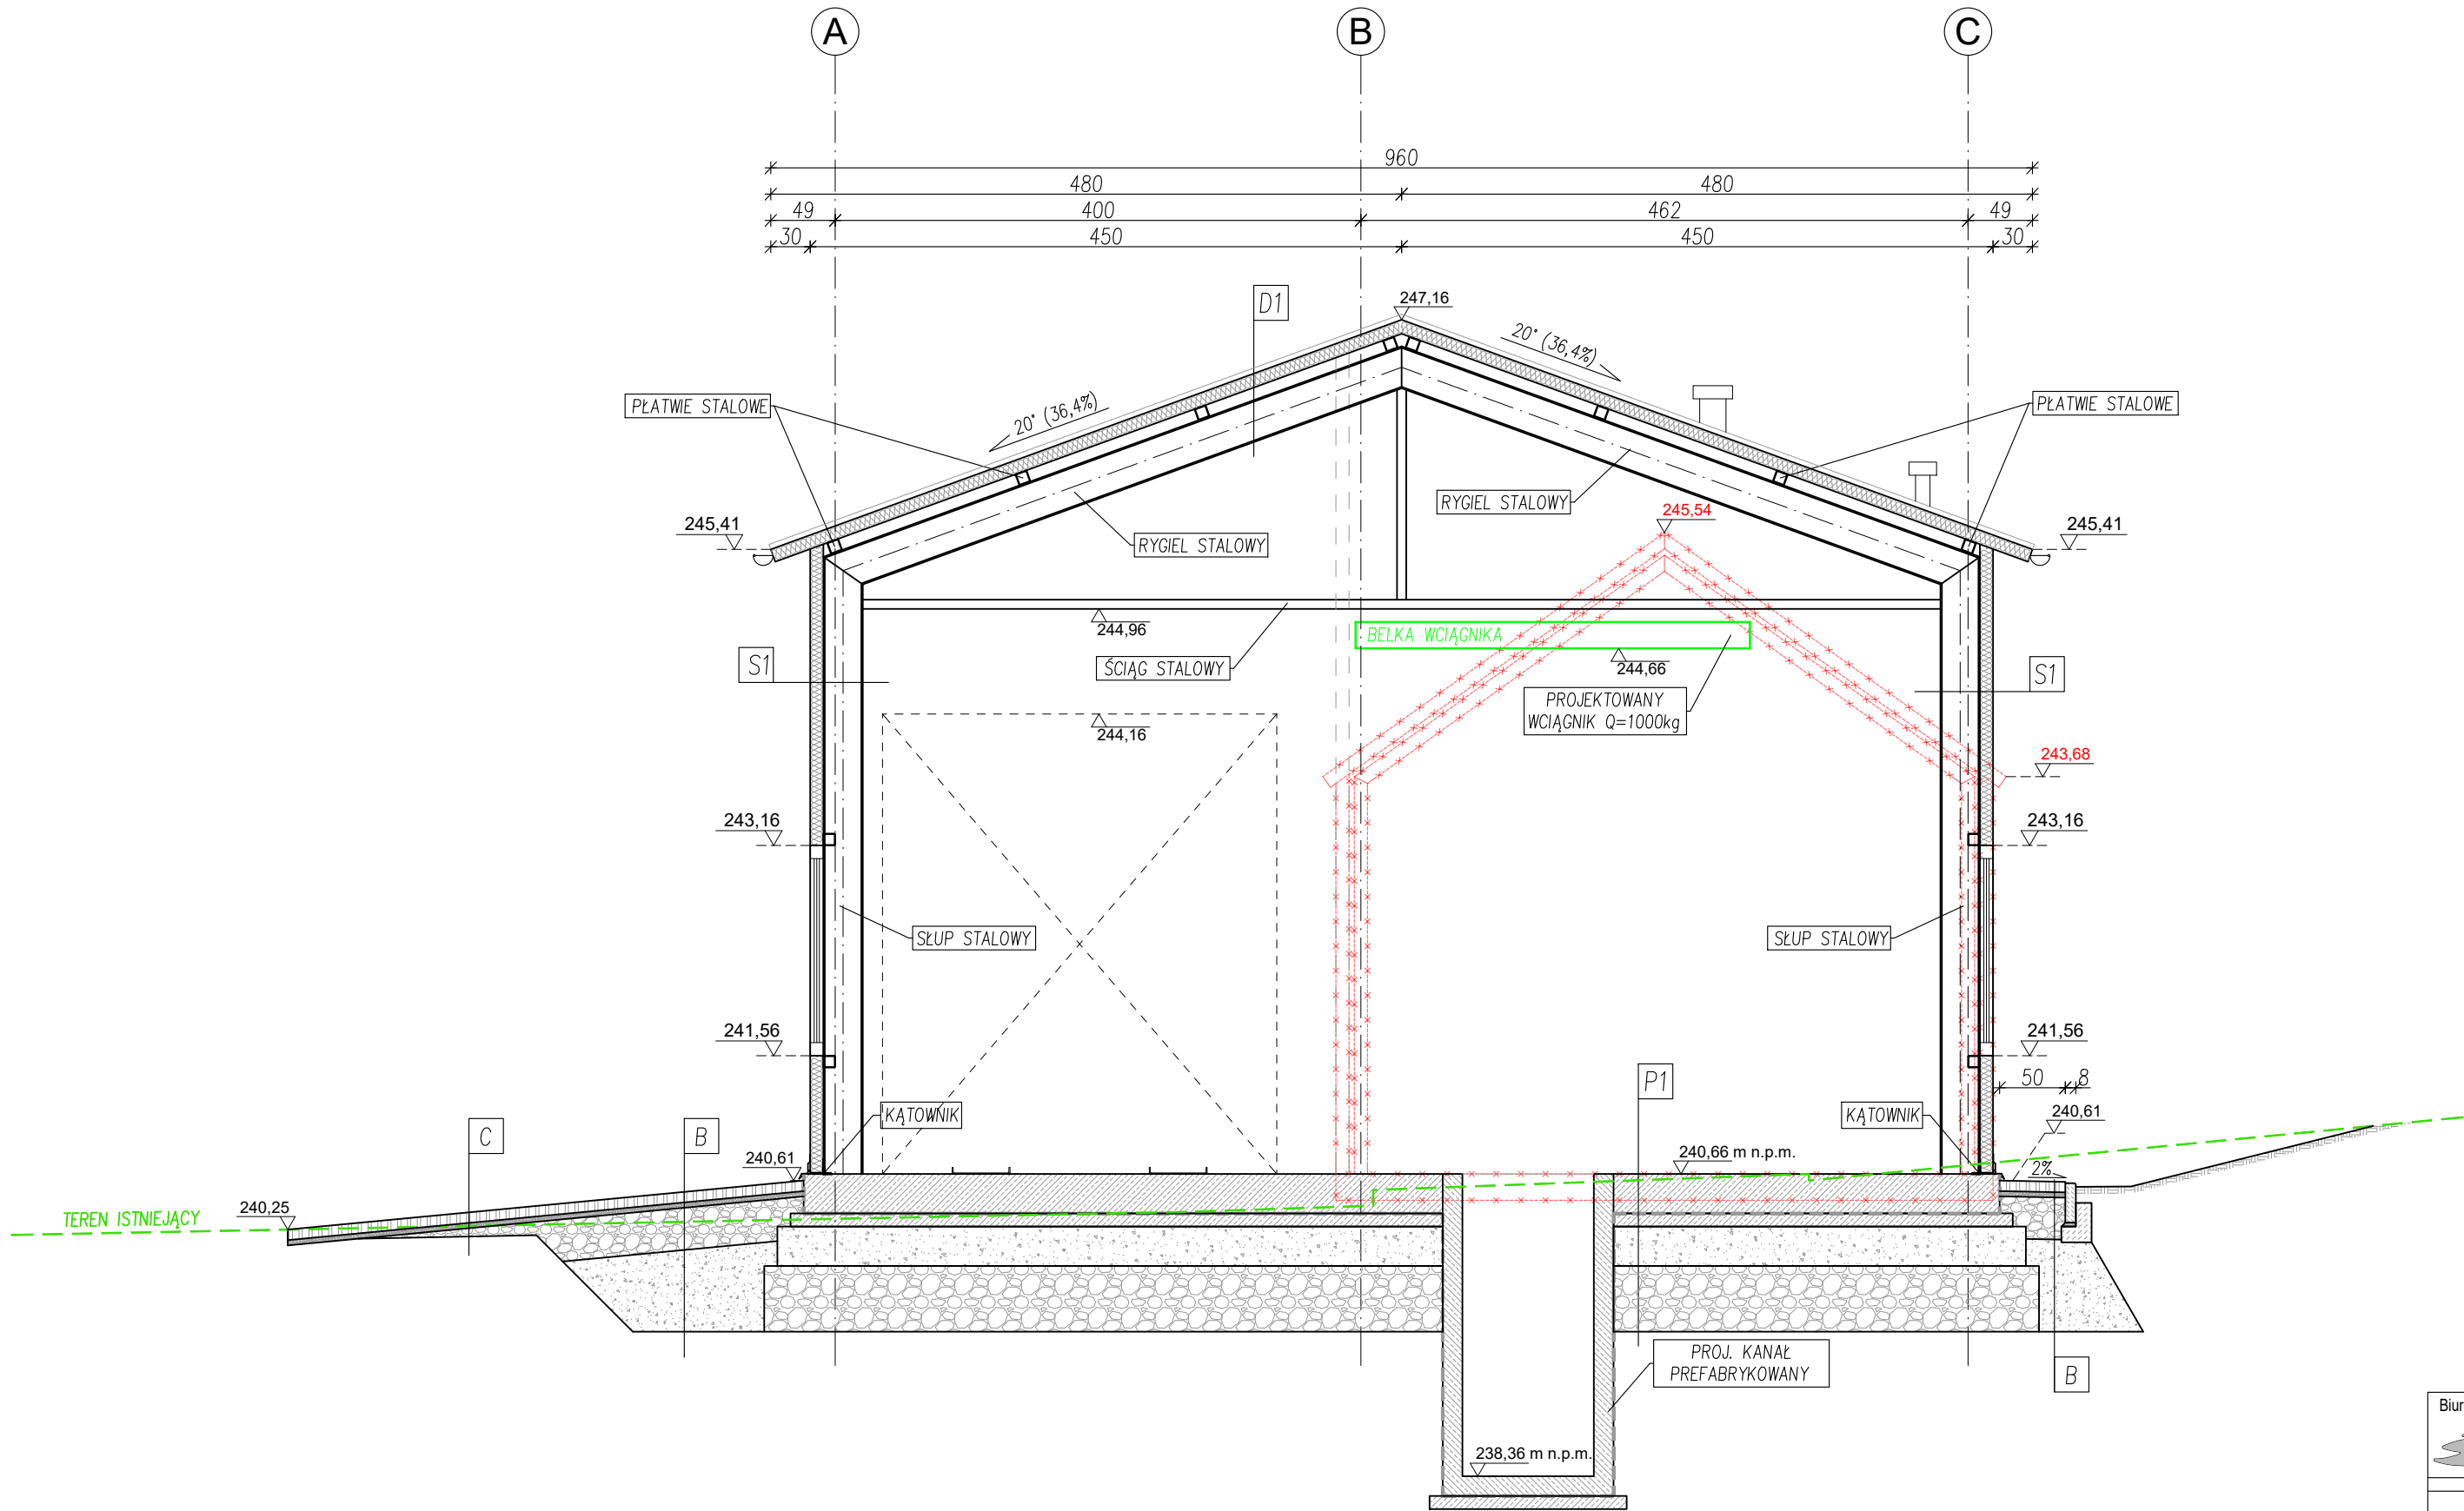 A
B
C
960
480
480
49
400
462
49
30
450
450
30
D1
247,16
20° (36,4%)
20° (36,4%)
PŁATWIE STALOWE
PŁATWIE STALOWE
RYGIEL STALOWY
245,54
245,41
245,41
RYGIEL STALOWY
244,96
BELKA WCIĄGNIKA
S1
ŚCIĄG STALOWY
244,66
S1
PROJEKTOWANY
WCIĄGNIK Q=1000kg
244,16
243,68
243,16
243,16
SŁUP STALOWY
SŁUP STALOWY
241,56
241,56
P1
50
8
KĄTOWNIK
KĄTOWNIK
240,61
C
B
240,61
240,66 m n.p.m.
2%
240,25
TEREN ISTNIEJĄCY
PROJ. KANAŁ
PREFABRYKOWANY
B
238,36 m n.p.m.
Biur